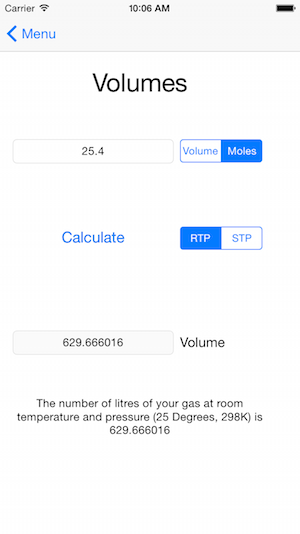 Carrier 10:06 AM
Menu
Volumes
25.4 Volume Moles
Calculate RTP STP
629.666016 Volume
The number of litres of your gas at room
temperature and pressure (25 Degrees, 298K) is
629.666016